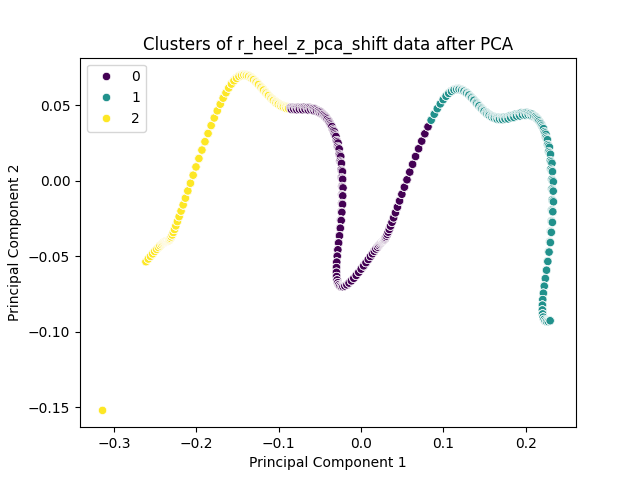 Clusters of r_heel_z_pca_shift data after PCA
0
1
2
0.05
0.00
−0.05
−0.10
−0.15
Principal Component 2
−0.3 −0.2 −0.1 0.0 0.1 0.2
Principal Component 1